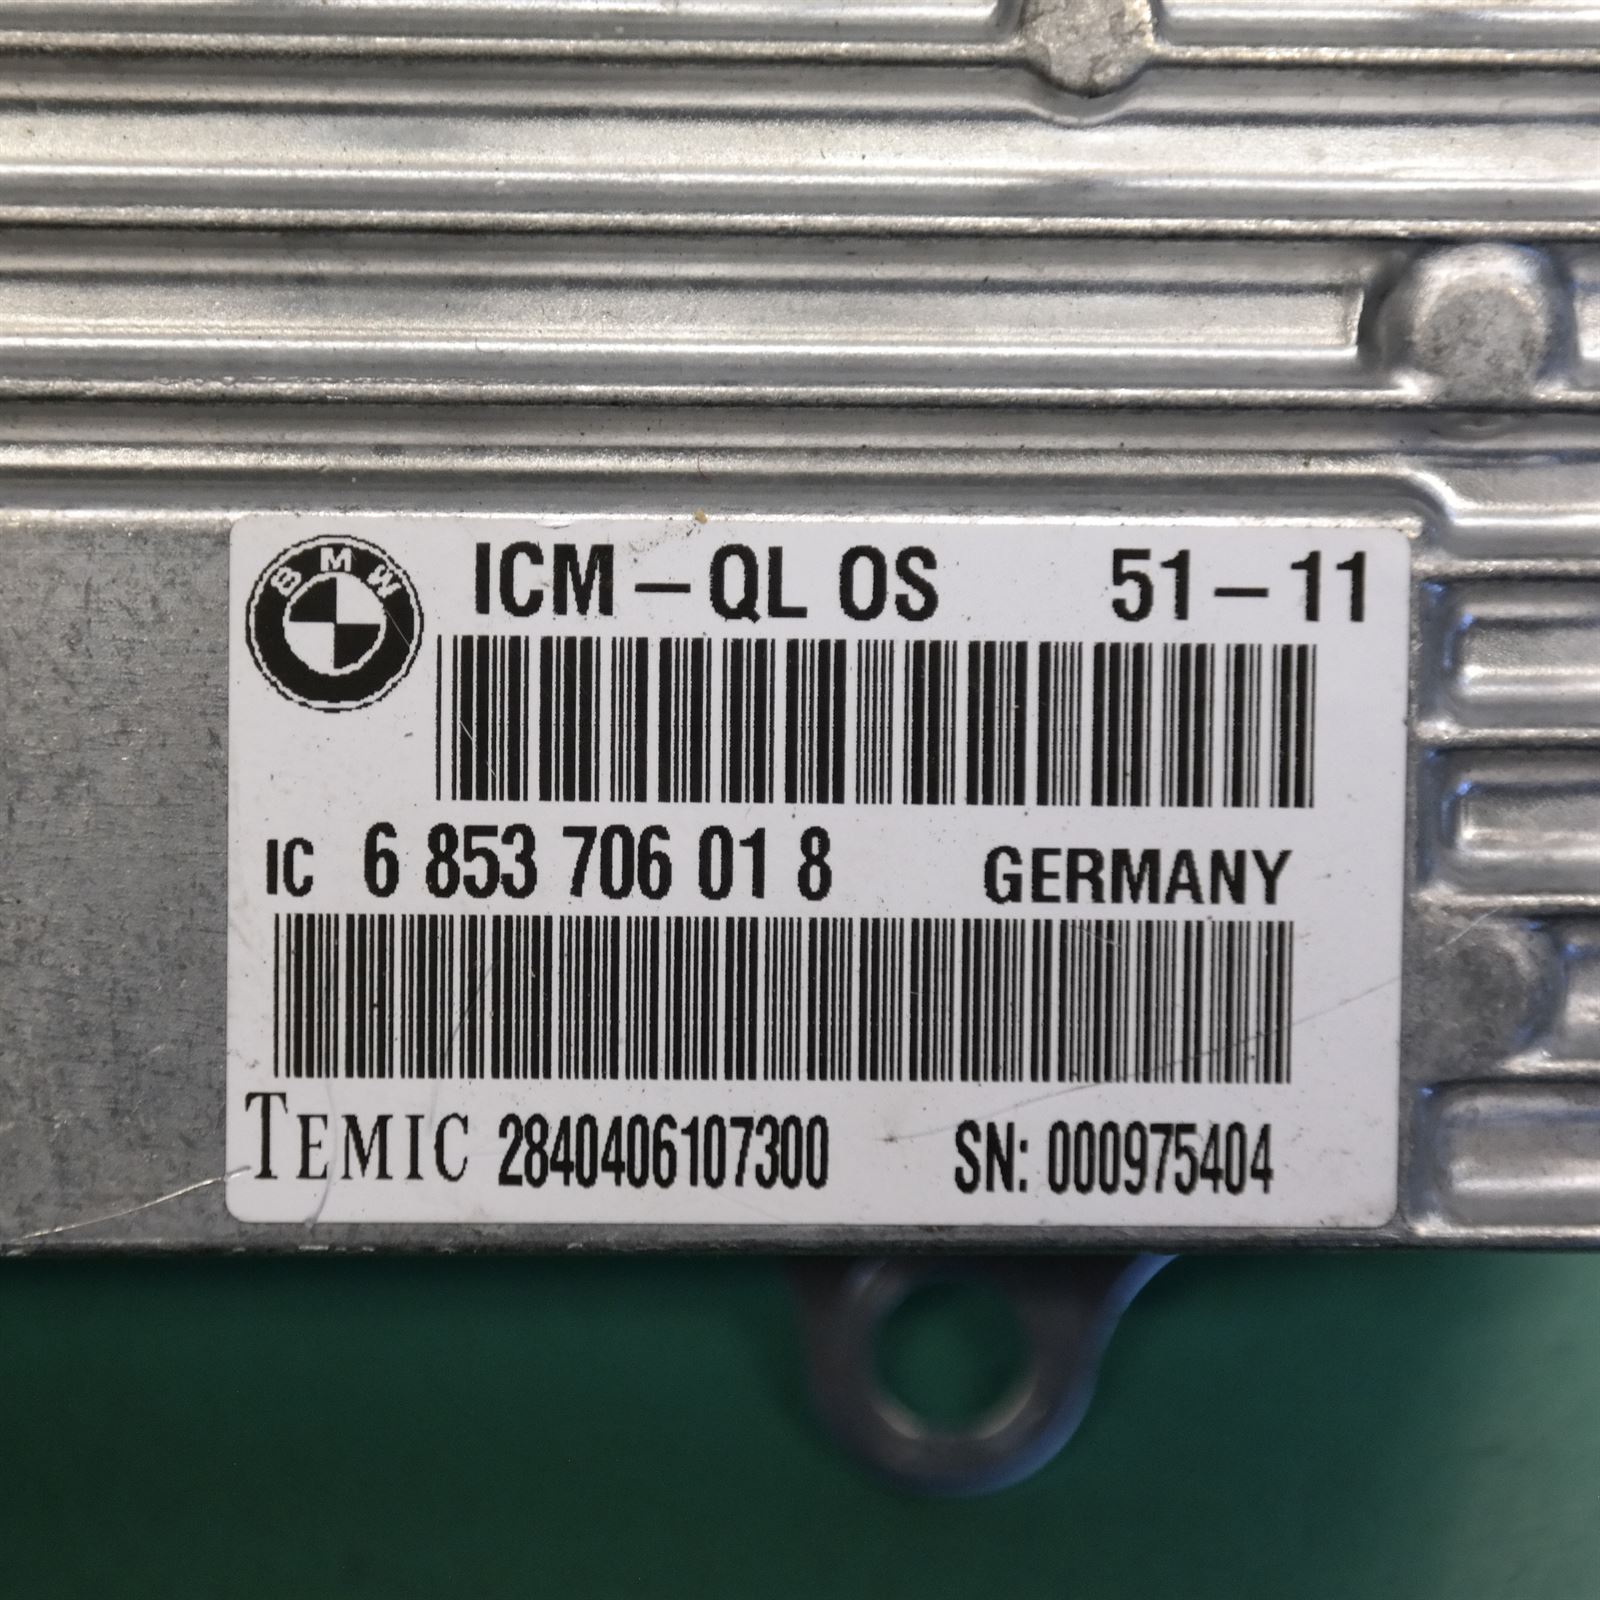 BMW
ICM – QL OS 51 – 11
IC 6 853 706 01 8 GERMANY
TEMIC 2840406107300 SN: 000975404